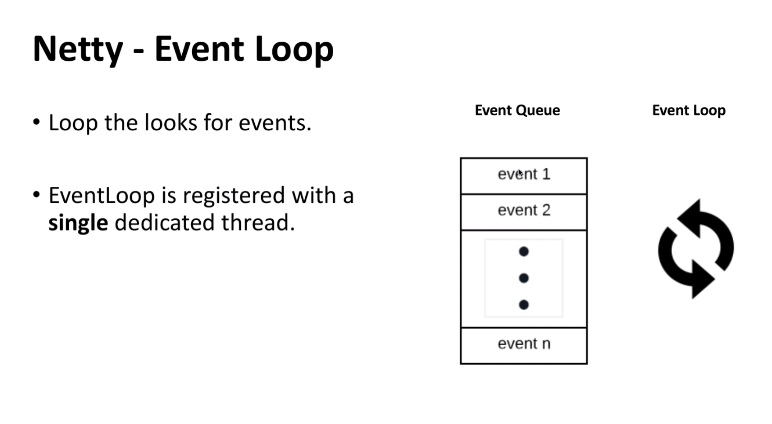 Netty - Event Loop
• Loop the looks for events.
• EventLoop is registered with a
single dedicated thread.
Event Queue
Event Loop
event 1
event 2
event n